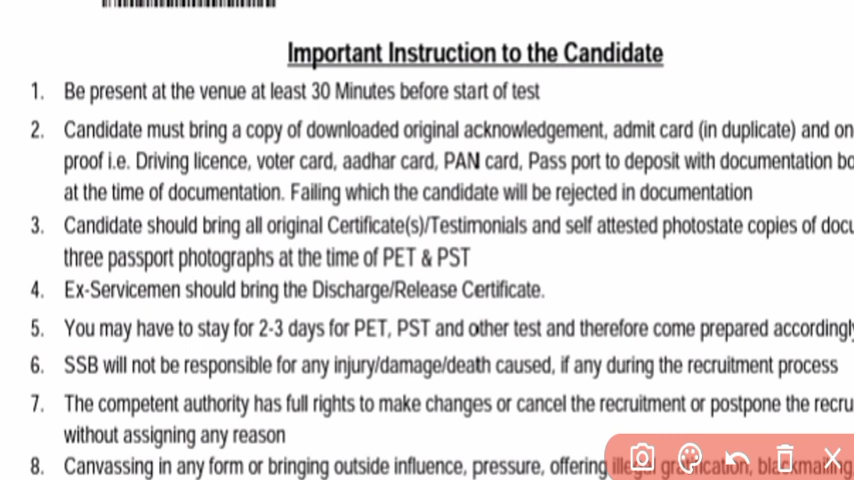 Important Instruction to the Candidate
1. Be present at the venue at least 30 Minutes before start of test
2. Candidate must bring a copy of downloaded original acknowledgement, admit card (in duplicate) and on
proof i.e. Driving licence, voter card, aadhar card, PAN card, Pass port to deposit with documentation
at the time of documentation. Failing which the candidate will be rejected in documentation
3. Candidate should bring all original Certificate(s)/Testimonials and self attested photostate copies of
three passport photographs at the time of PET & PST
4. Ex-Servicemen should bring the Discharge/Release Certificate.
5. You may have to stay for 2-3 days for PET, PST and other test and therefore come prepared accordingly
6. SSB will not be responsible for any injury/damage/death caused, if any during the recruitment process
7. The competent authority has full rights to make changes or cancel the recruitment or postpone the
without assigning any reason
8. Canvassing in any form or bringing outside influence, pressure, offering illegal gratification, blackmailing,